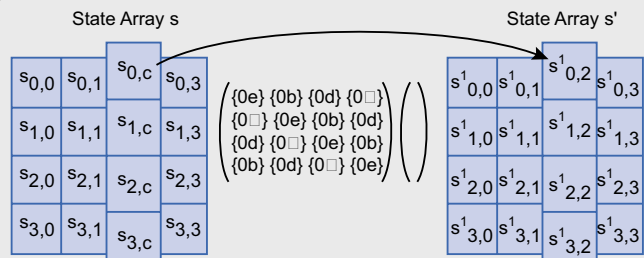 State Array s State Array s'
s0,0 s0,1 s0,c s0,3 {0e} {0b} {0d} {0□} s¹0,0 s¹0,1 s¹0,2 s¹0,3
s1,0 s1,1 s1,c s1,3 {0□} {0e} {0b} {0d} s¹1,0 s¹1,1 s¹1,2 s¹1,3
s2,0 s2,1 s2,c s2,3 {0d} {0□} {0e} {0b} s¹2,0 s¹2,1 s¹2,2 s¹2,3
s3,0 s3,1 s3,c s3,3 {0b} {0d} {0□} {0e} s¹3,0 s¹3,1 s¹3,2 s¹3,3